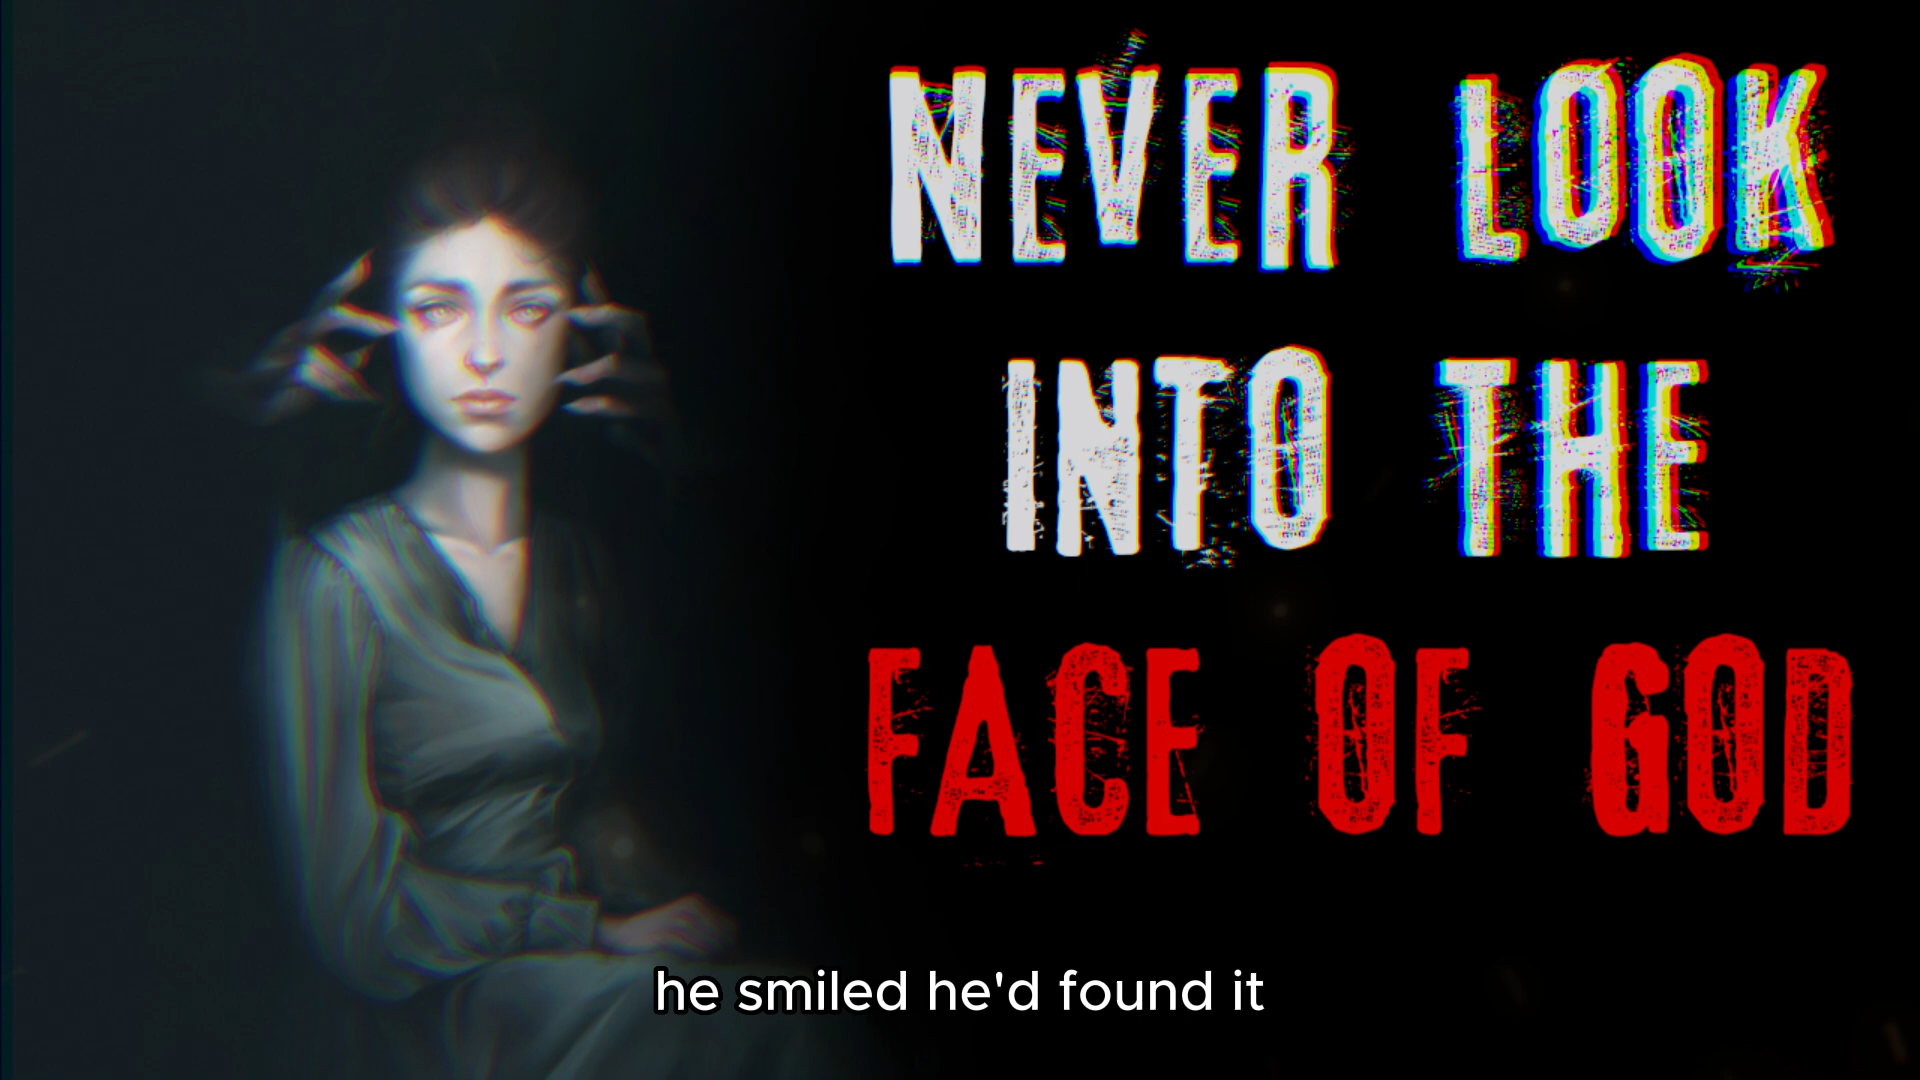 NEVER LOOK
INTO THE
FACE OF GOD
he smiled he'd found it